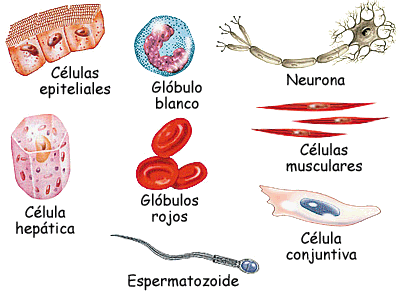 Células
epiteliales
Glóbulo
blanco
Neurona
Células
musculares
Célula
hepática
Glóbulos
rojos
Célula
conjuntiva
Espermatozoide